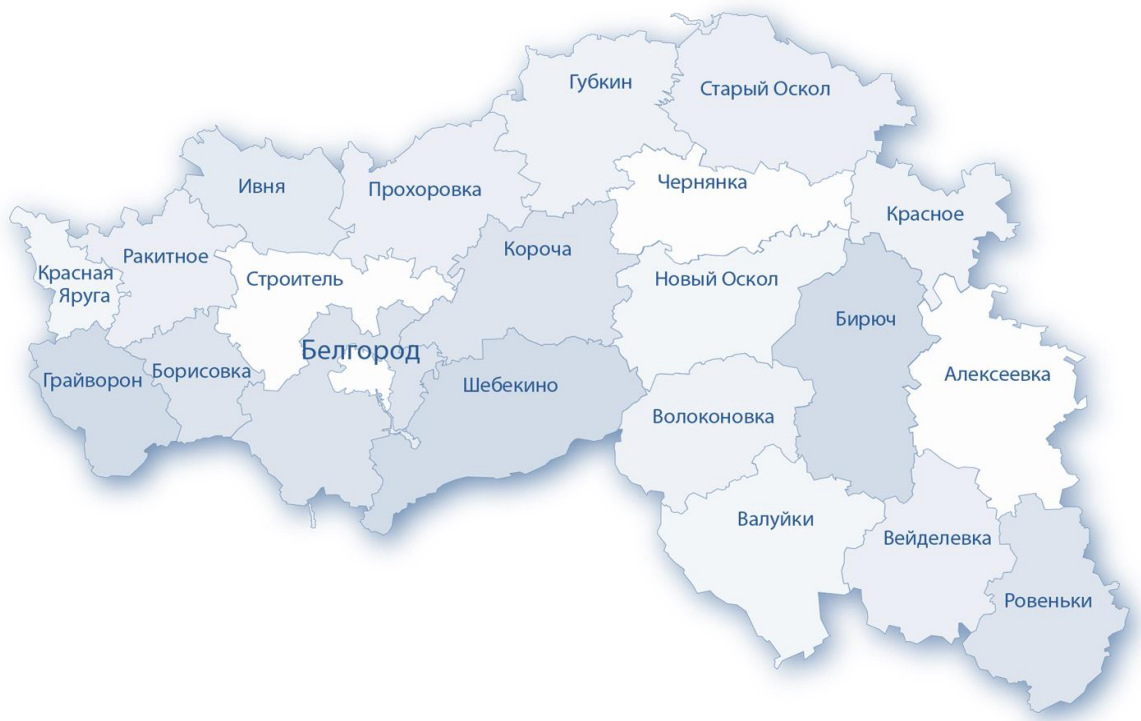 Губкин
Старый Оскол
Ивня
Прохоровка
Чернянка
Красное
Ракитное
Короча
Красная
Яруга
Строитель
Новый Оскол
Бирюч
Белгород
Грайворон
Борисовка
Шебекино
Алексеевка
Волоконовка
Валуйки
Вейделевка
Ровеньки